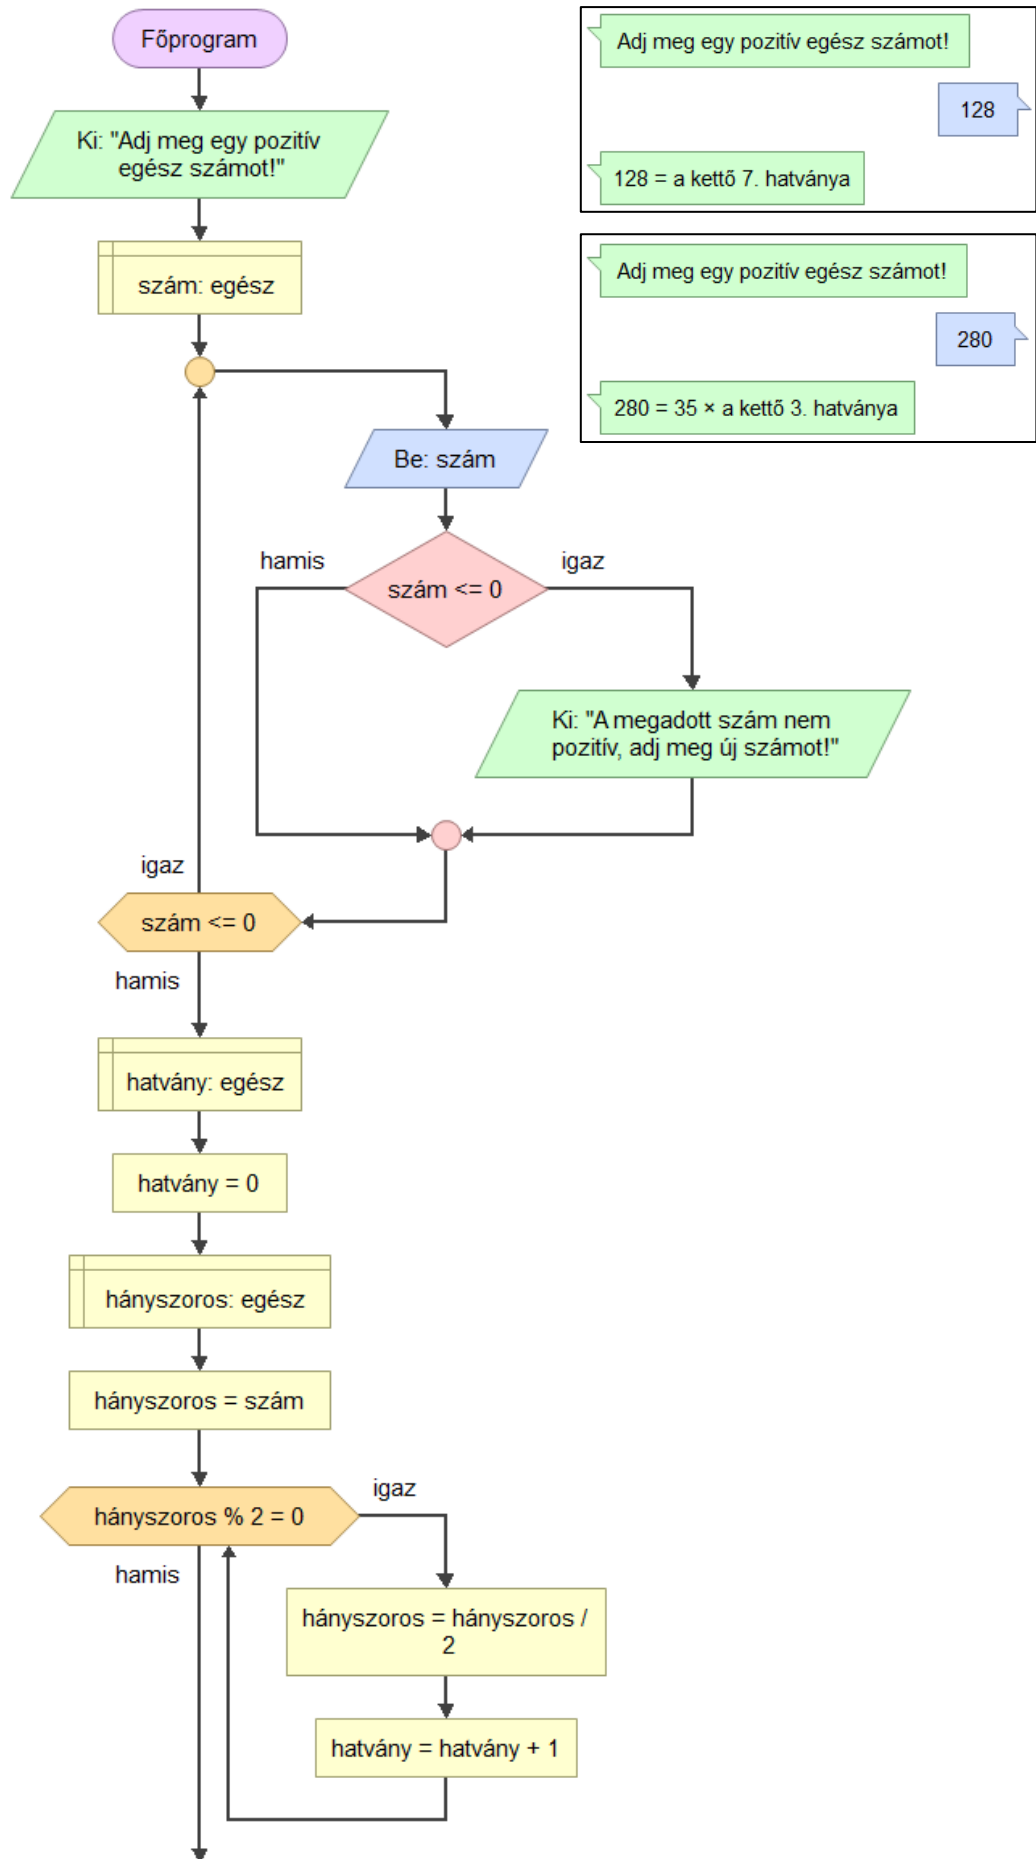 Főprogram
Ki: "Adj meg egy pozitív
egész számot!"
szám: egész
Adj meg egy pozitív egész számot!
128
128 = a kettő 7. hatványa
Adj meg egy pozitív egész számot!
280
280 = 35 × a kettő 3. hatványa
Be: szám
hamis
igaz
szám <= 0
Ki: "A megadott szám nem
pozitív, adj meg új számot!"
igaz
szám <= 0
hamis
hatvány: egész
hatvány = 0
hányszoros: egész
hányszoros = szám
igaz
hányszoros % 2 = 0
hamis
hányszoros = hányszoros /
2
hatvány = hatvány + 1